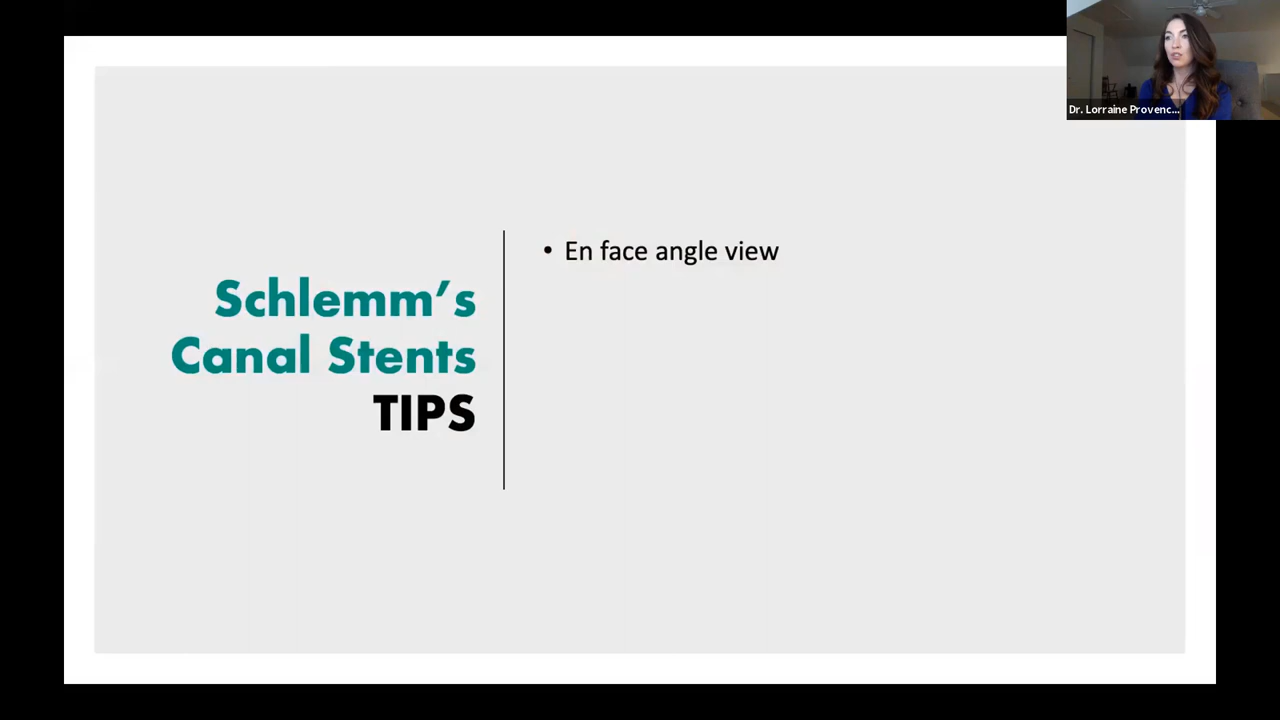 Dr. Lorraine Provenc...
• En face angle view
Schlemm’s
Canal Stents
TIPS